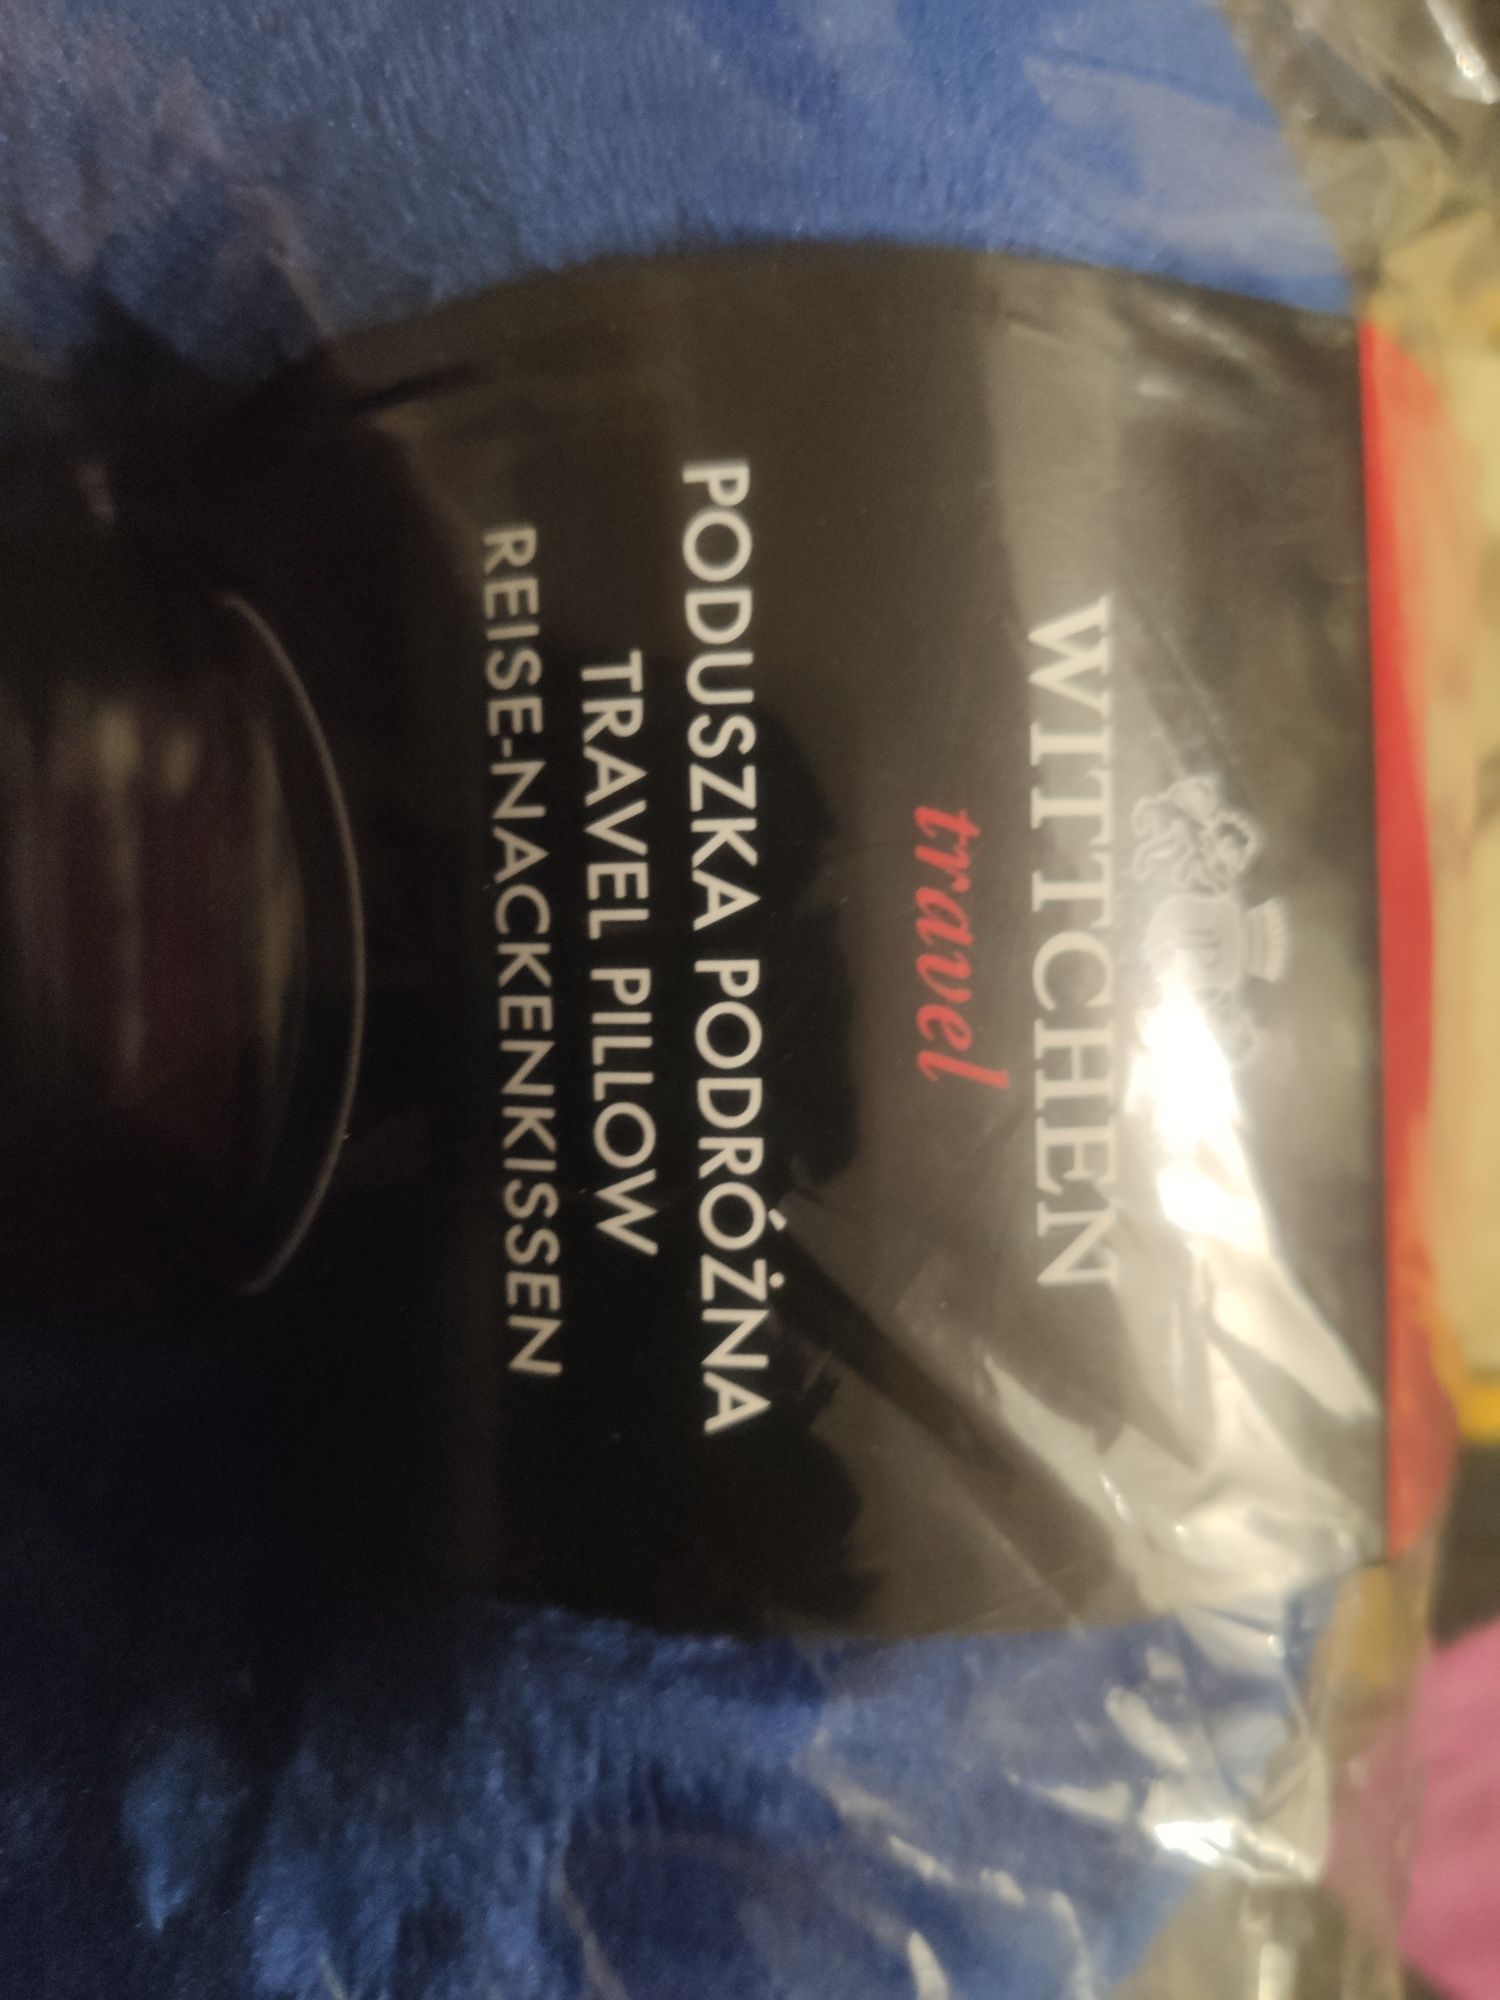 WITTCHEN
travel
PODUSZKA PODRÓŻNA
TRAVEL PILLOW
REISE-NACKENKISSEN